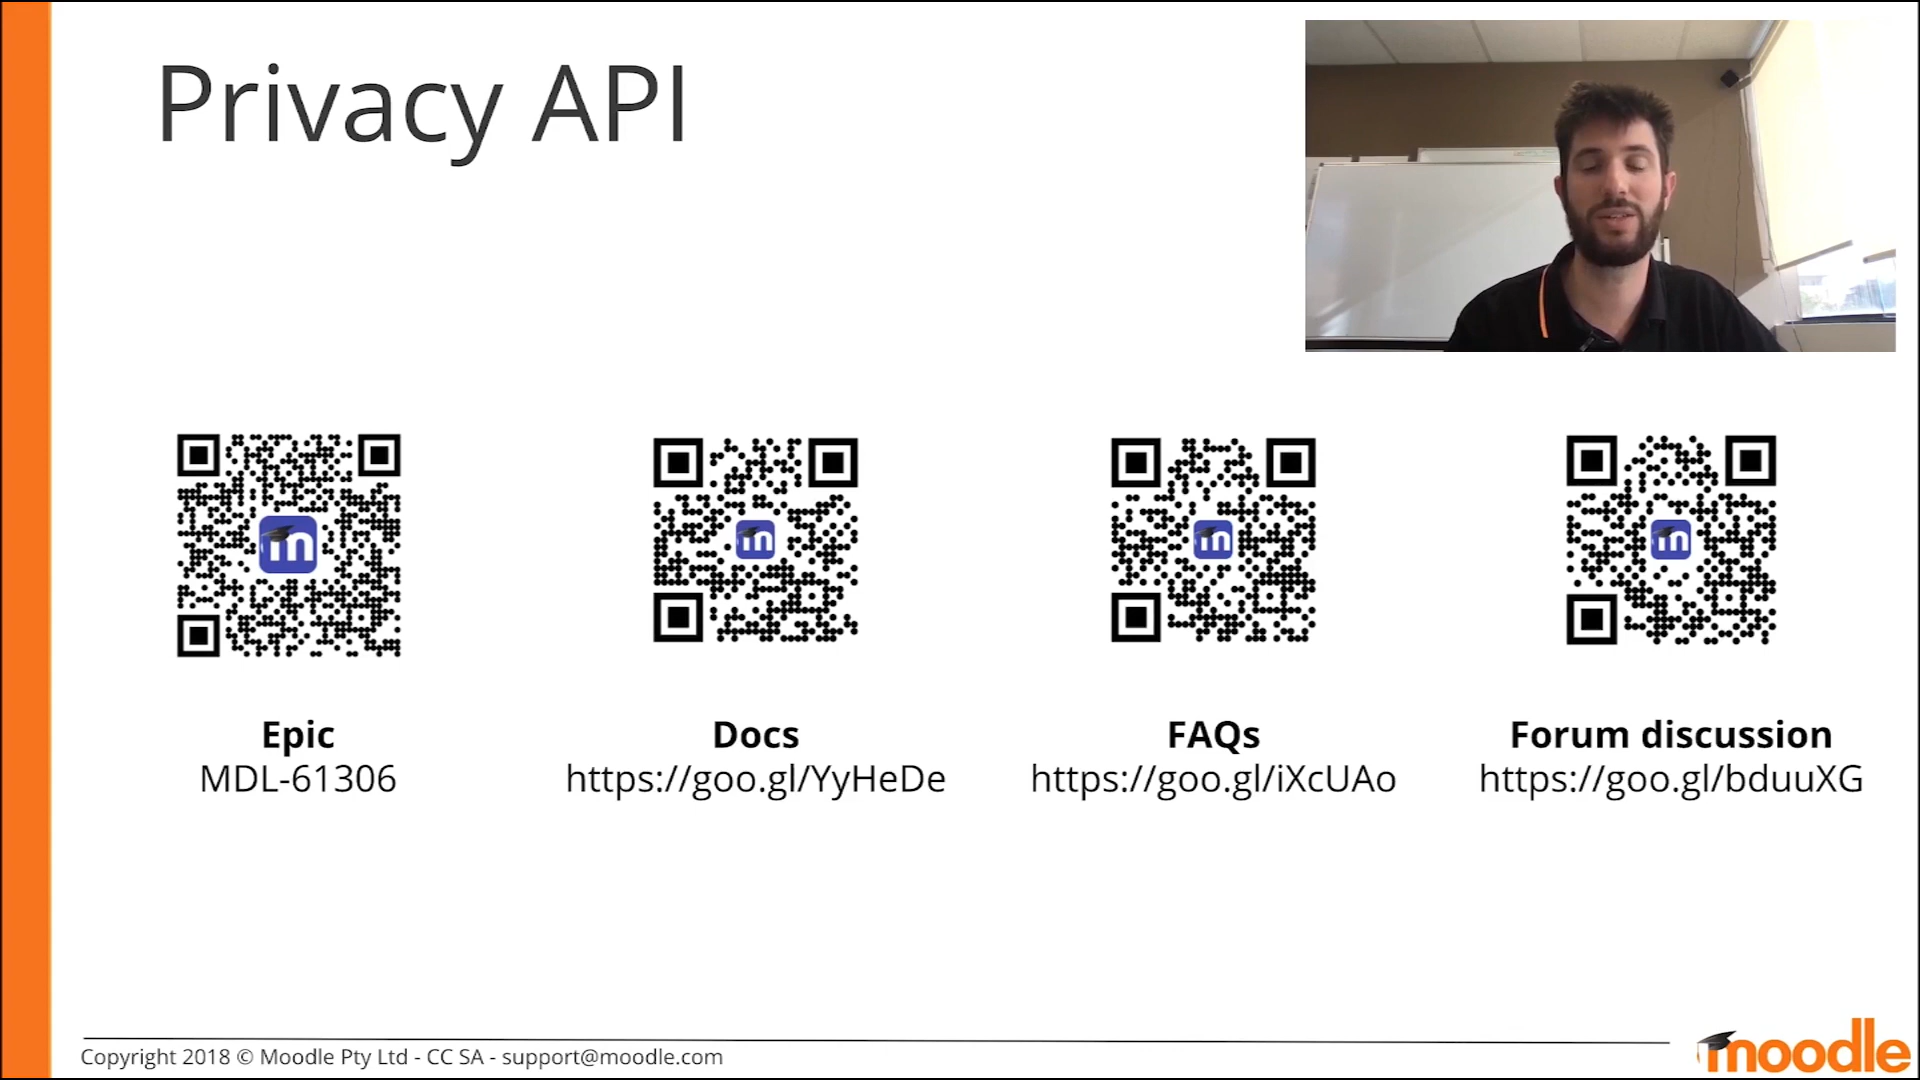 Privacy API
Epic
MDL-61306
Docs
https://goo.gl/YyHeDe
FAQs
https://goo.gl/iXcUAo
Forum discussion
https://goo.gl/bduuXG
Copyright 2018 © Moodle Pty Ltd - CC SA - support@moodle.com
moodle